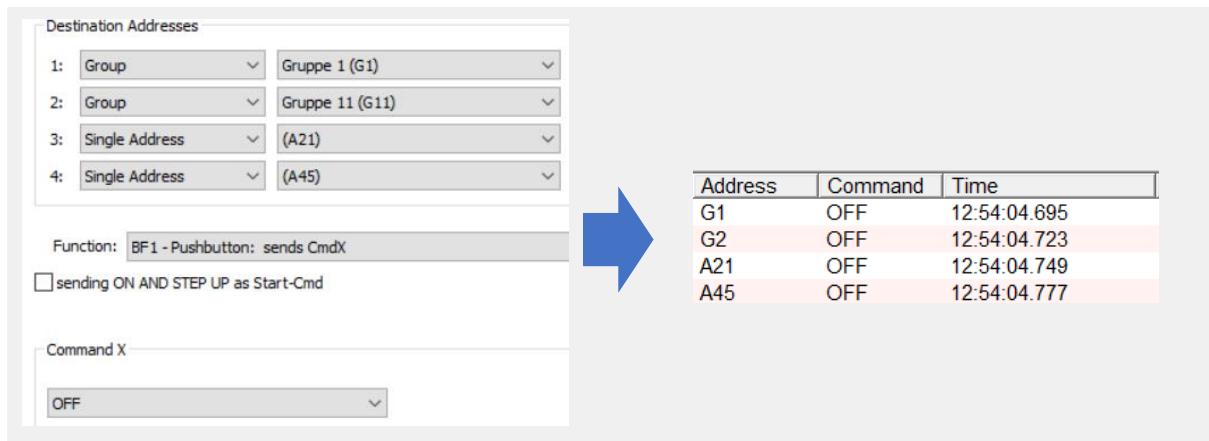 Destination Addresses
1: Group Gruppe 1 (G1)
2: Group Gruppe 11 (G11)
3: Single Address (A21)
4: Single Address (A45)
Function: BF1 - Pushbutton: sends CmdX
sending ON AND STEP UP as Start-Cmd
Command X
OFF
Address Command Time
G1 OFF 12:54:04.695
G2 OFF 12:54:04.723
A21 OFF 12:54:04.749
A45 OFF 12:54:04.777